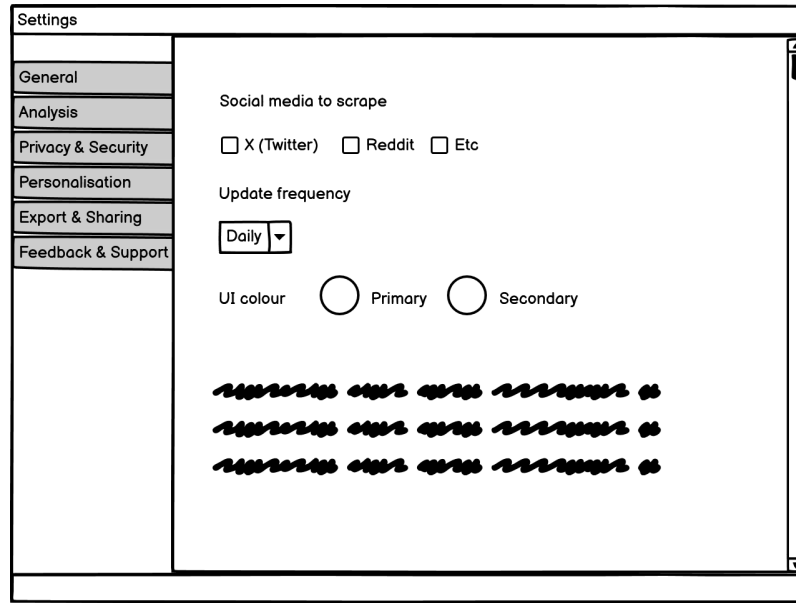 Settings
General
Analysis
Privacy & Security
Personalisation
Export & Sharing
Feedback & Support
Social media to scrape
X (Twitter) Reddit Etc
Update frequency
Daily
UI colour Primary Secondary